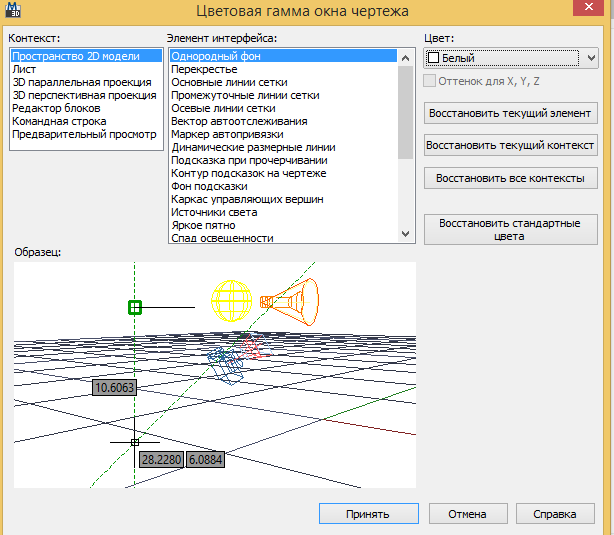 Цветовая гамма окна чертежа
Контекст:
Пространство 2D модели
Лист
3D параллельная проекция
3D перспективная проекция
Редактор блоков
Командная строка
Предварительный просмотр
Элемент интерфейса:
Однородный фон
Перекрестье
Основные линии сетки
Промежуточные линии сетки
Осевые линии сетки
Вектор автоотслеживания
Маркер автопривязки
Динамические размерные линии
Подсказка при прочерчивании
Контур подсказок на чертеже
Фон подсказки
Каркас управляющих вершин
Источники света
Яркое пятно
Спад освещенности
Цвет:
Белый
Оттенок для X, Y, Z
Восстановить текущий элемент
Восстановить текущий контекст
Восстановить все контексты
Восстановить стандартные
цвета
Образец:
10.6063
28.2280 6.0884
Принять
Отмена
Справка